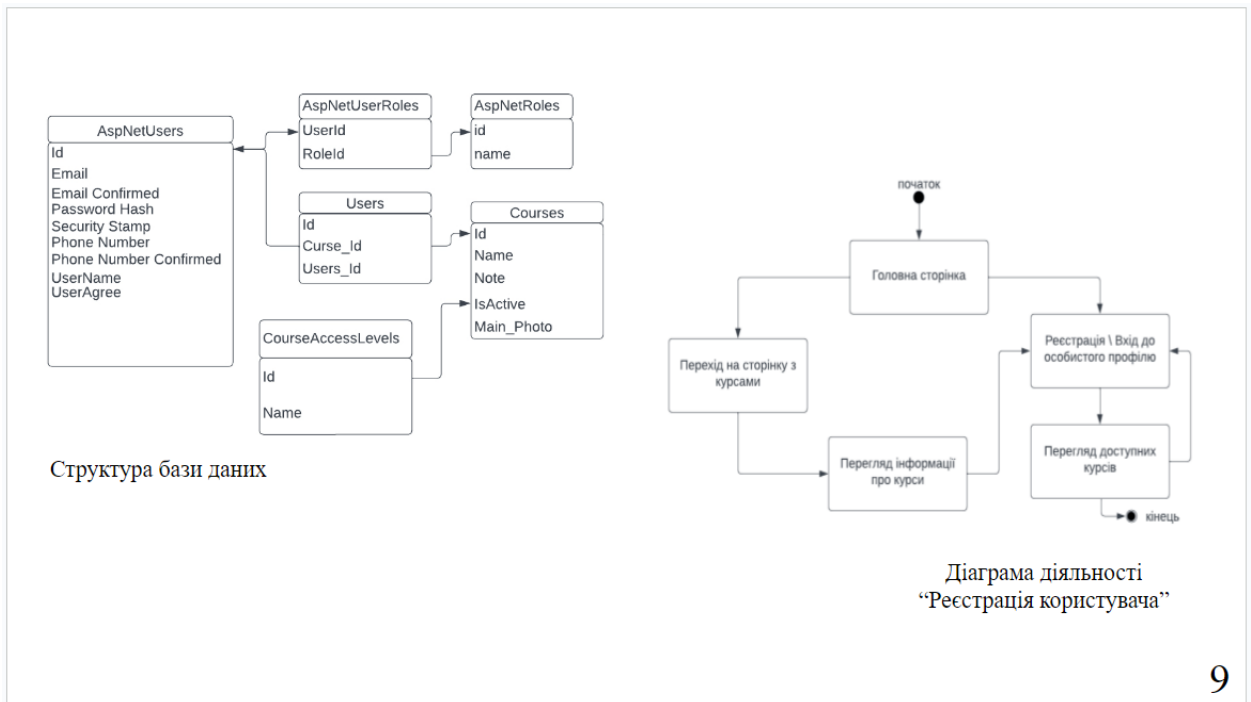 AspNetUsers
Id
Email
Email Confirmed
Password Hash
Security Stamp
Phone Number
Phone Number Confirmed
UserName
UserAgree
AspNetUserRoles
UserId
RoleId
AspNetRoles
id
name
Users
Id
Curse_Id
Users_Id
Courses
Id
Name
Note
IsActive
Main_Photo
CourseAccessLevels
Id
Name
Структура бази даних
початок
Головна сторінка
Перехід на сторінку з
курсами
Реєстрація \ Вхід до
особистого профілю
Перегляд інформації
про курси
Перегляд доступних
курсів
кінець
Діаграма діяльності
“Реєстрація користувача”
9